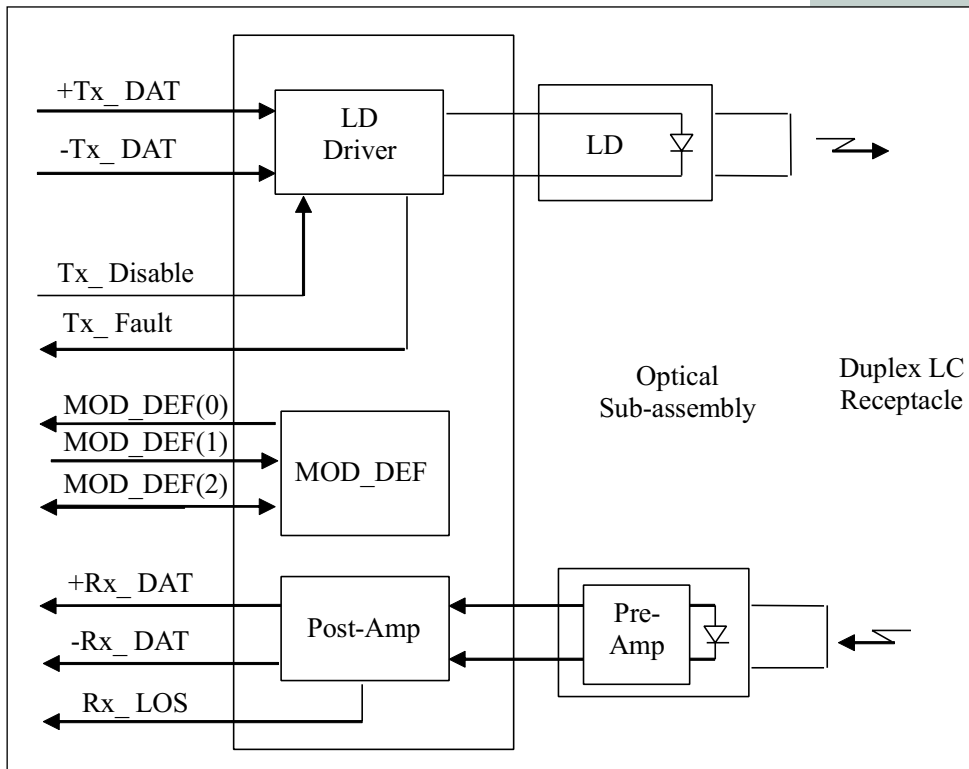 +Tx_ DAT
-Tx_ DAT
LD
Driver
LD
Tx_ Disable
Tx_ Fault
Optical
Sub-assembly
Duplex LC
Receptacle
MOD_DEF(0)
MOD_DEF(1)
MOD_DEF(2)
MOD_DEF
+Rx_ DAT
-Rx_ DAT
Rx_ LOS
Post-Amp
Pre-
Amp